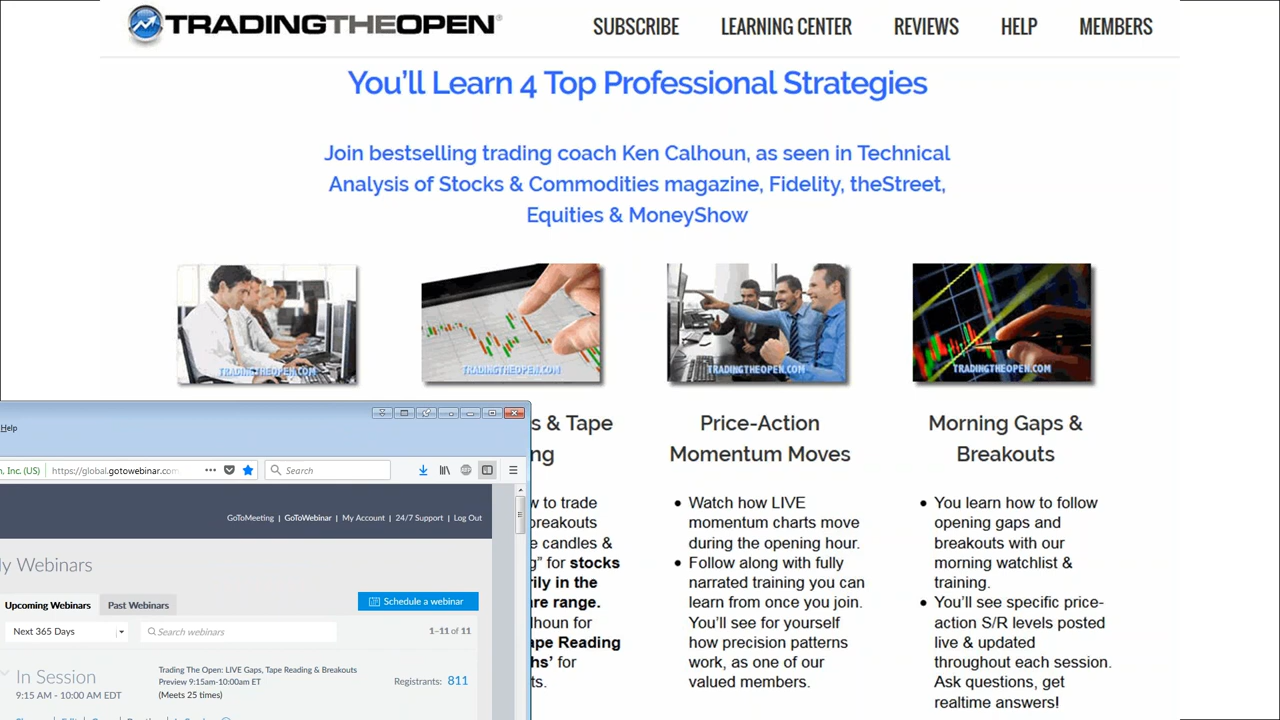 TRADINGTHEOPEN®
SUBSCRIBE LEARNING CENTER REVIEWS HELP MEMBERS
You’ll Learn 4 Top Professional Strategies
Join bestselling trading coach Ken Calhoun, as seen in Technical
Analysis of Stocks & Commodities magazine, Fidelity, theStreet,
Equities & MoneyShow
TRADINGTHEOPEN.COM
TRADINGTHEOPEN.COM
TRADINGTHEOPEN.COM
TRADINGTHEOPEN.COM
s & Tape
ng
w to trade
reakouts
e candles &
g” for stocks
rily in the
re range.
lhoun for
ape Reading
hs’ for
ts.
Price-Action
Momentum Moves
• Watch how LIVE
momentum charts move
during the opening hour.
• Follow along with fully
narrated training you can
learn from once you join.
You’ll see for yourself
how precision patterns
work, as one of our
valued members.
Morning Gaps &
Breakouts
• You learn how to follow
opening gaps and
breakouts with our
morning watchlist &
training.
• You’ll see specific price-
action S/R levels posted
live & updated
throughout each session.
Ask questions, get
realtime answers!
Help
n, Inc. (US) https://global.gotowebinar.com Search
GoToMeeting | GoToWebinar | My Account | 24/7 Support | Log Out
y Webinars
Upcoming Webinars Past Webinars
Schedule a webinar
Next 365 Days Search webinars 1–11 of 11
In Session
9:15 AM - 10:00 AM EDT
Trading The Open: LIVE Gaps, Tape Reading & Breakouts
Preview 9:15am-10:00am ET
(Meets 25 times)
Registrants: 811